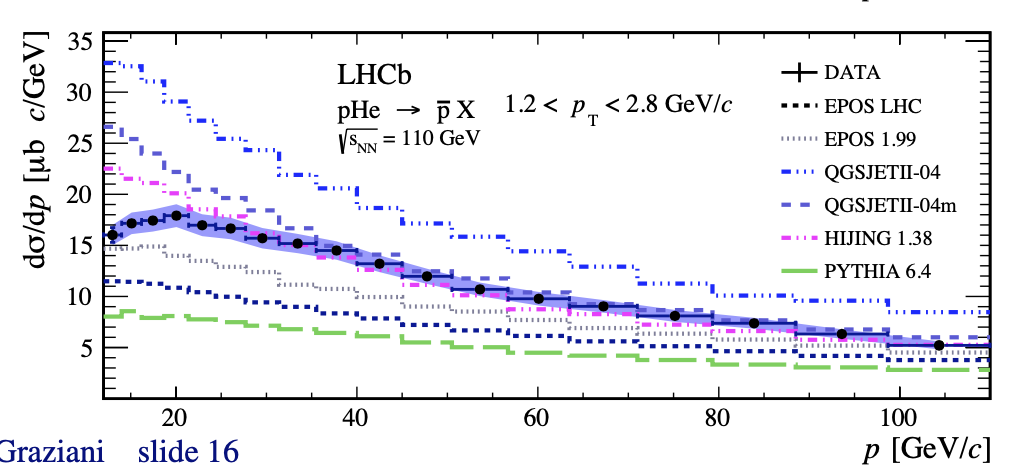 dσ/dp [μb c/GeV]
35
30
25
20
15
10
5
LHCb
pHe → p̅ X
√sNN = 110 GeV
1.2 < pT < 2.8 GeV/c
DATA
EPOS LHC
EPOS 1.99
QGSJETII-04
QGSJETII-04m
HIJING 1.38
PYTHIA 6.4
20 40 60 80 100
p [GeV/c]
Graziani slide 16